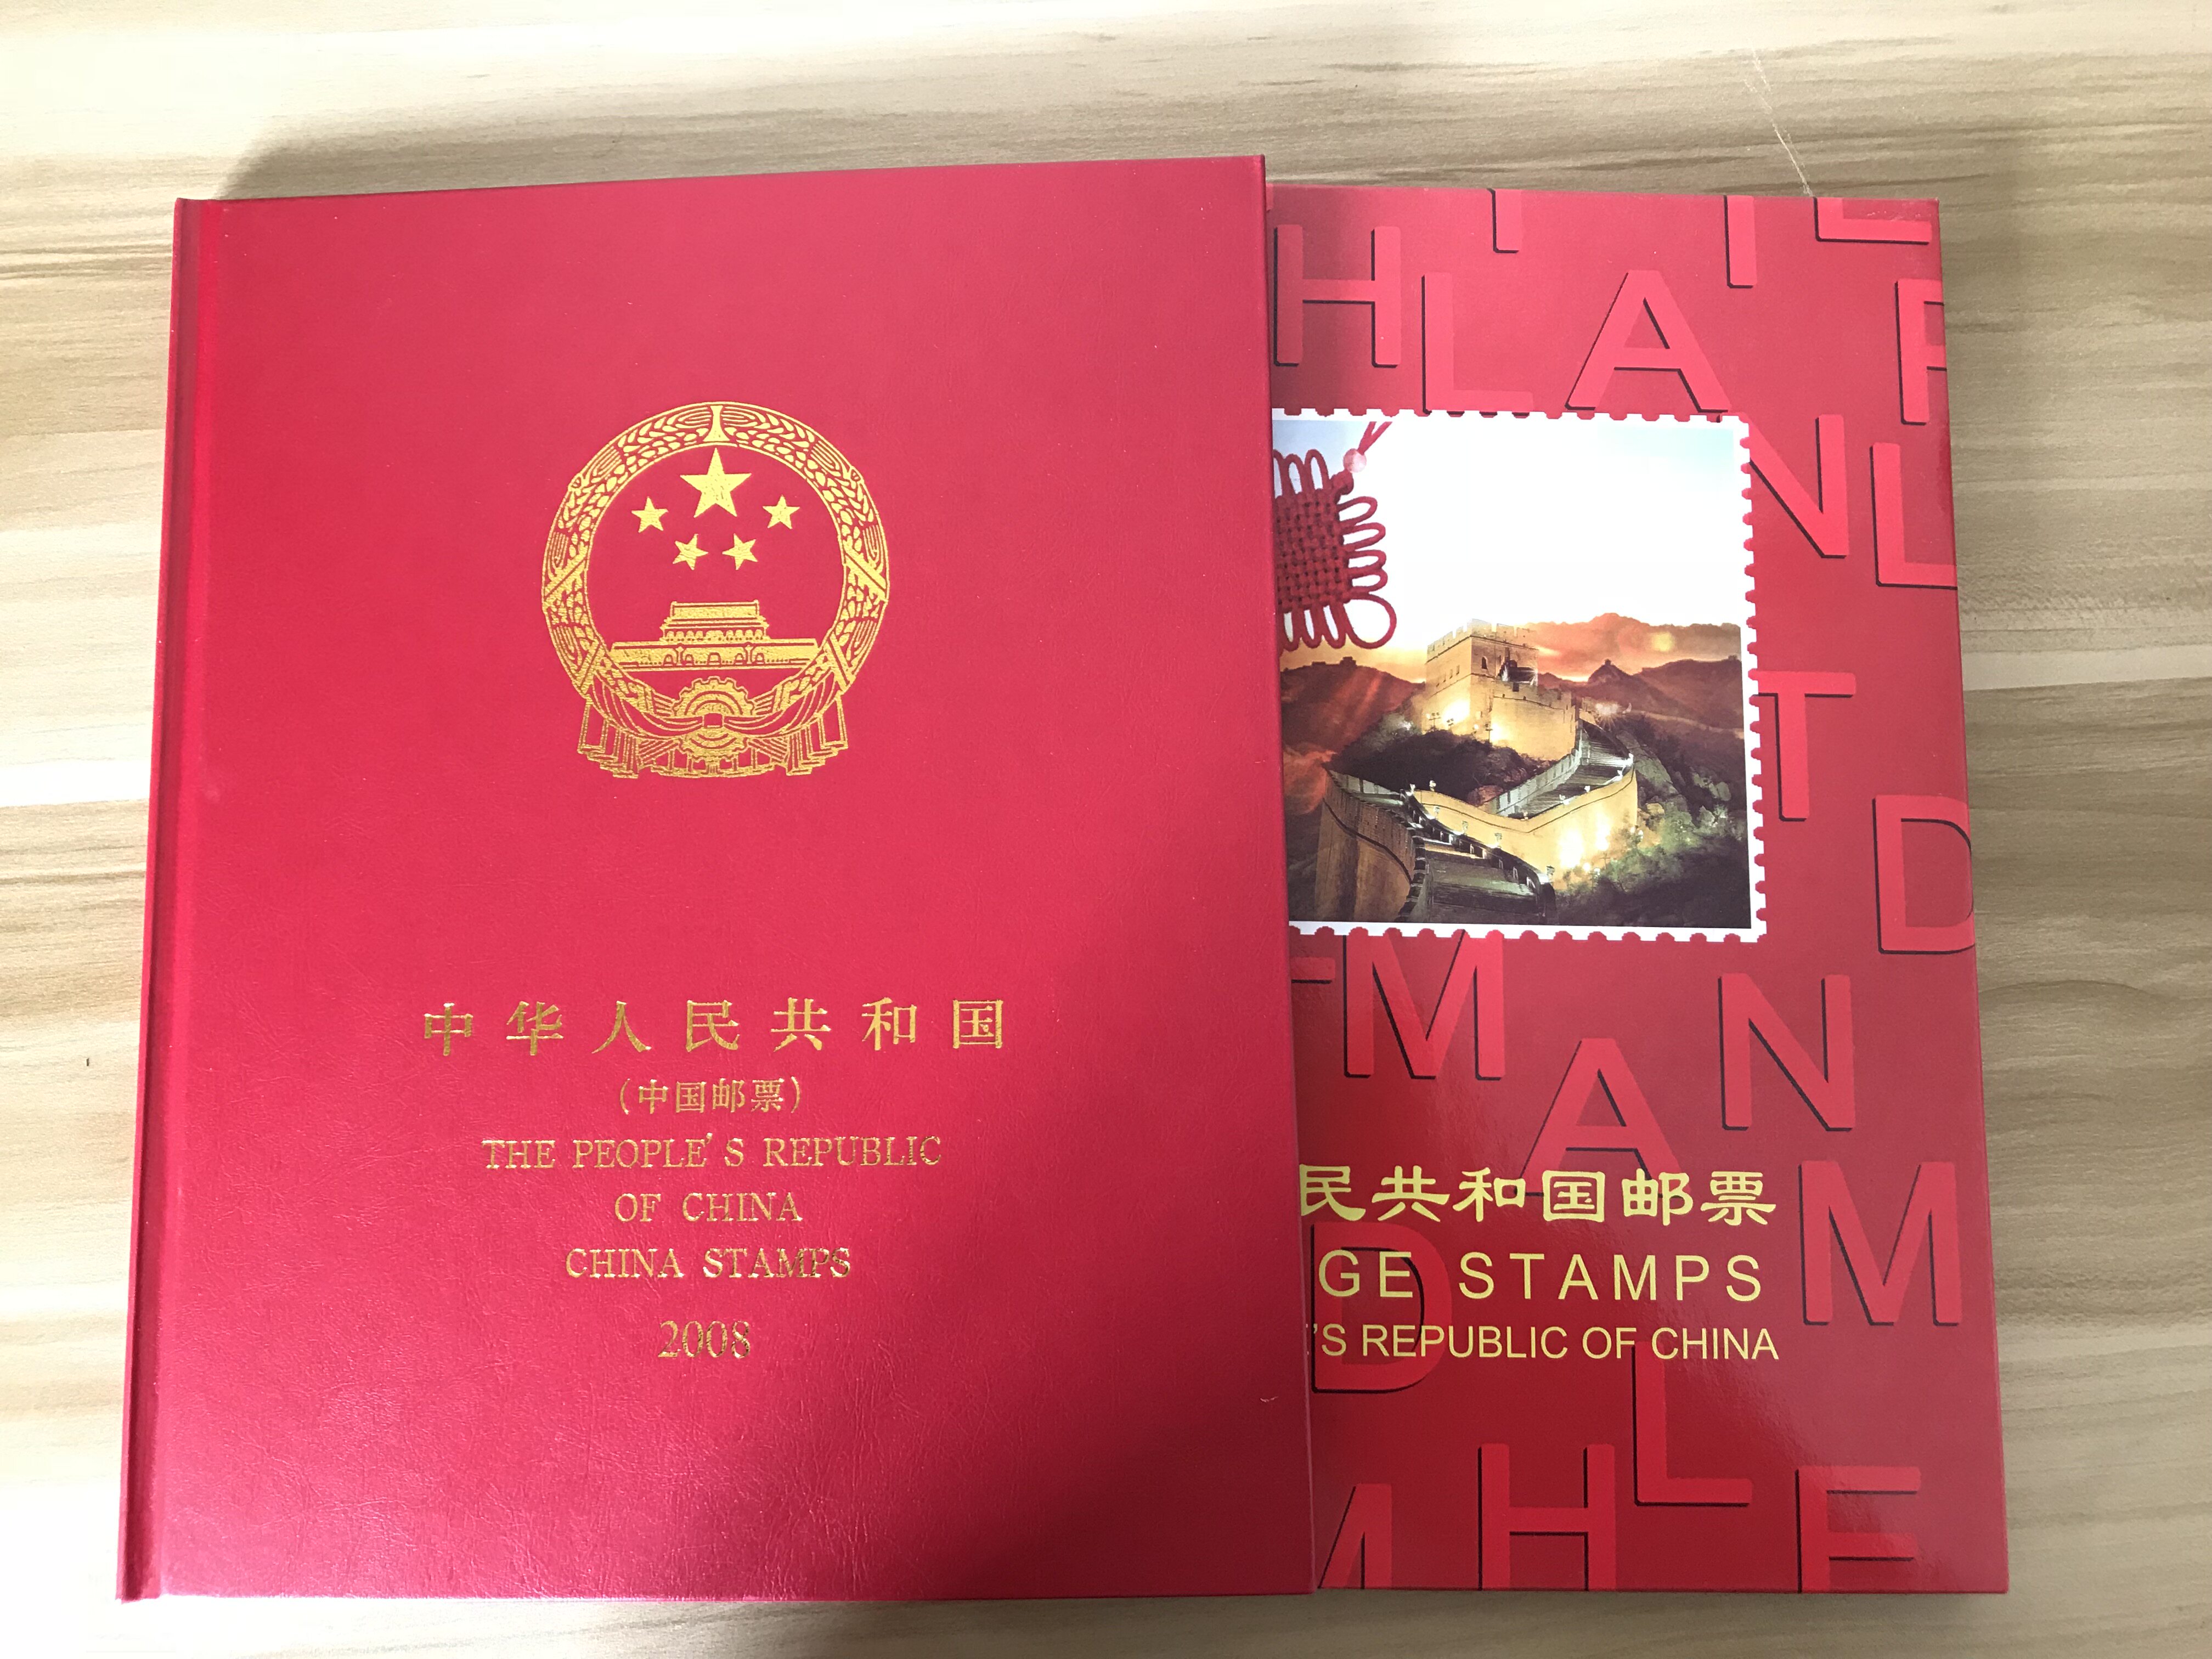 中华人民共和国
(中国邮票)
THE PEOPLE'S REPUBLIC
OF CHINA
CHINA STAMPS
2008
民共和国邮票
GE STAMPS
'S REPUBLIC OF CHINA
H L A
N L
T
D
M N
A
M
D
L
H